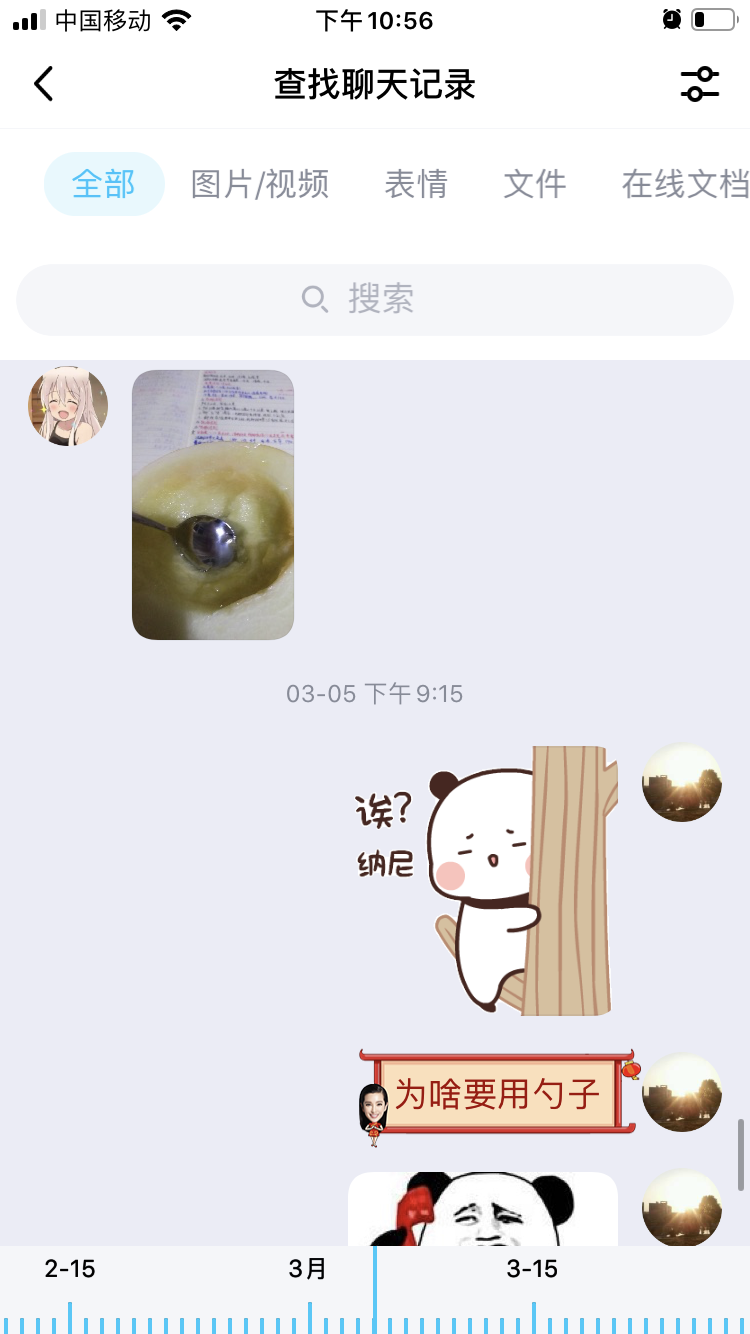 中国移动
下午10:56
查找聊天记录
全部
图片/视频
表情
文件
在线文档
搜索
03-05 下午9:15
诶?
纳尼
为啥要用勺子
2-15
3月
3-15